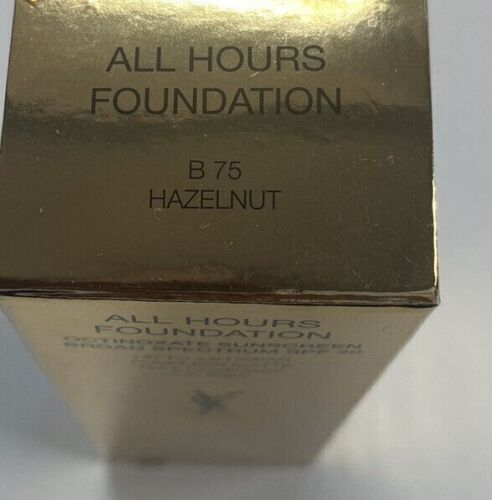 ALL HOURS
FOUNDATION
B 75
HAZELNUT
ALL HOURS
FOUNDATION
OCTINOXATE SUNSCREEN
BROAD SPECTRUM SPF 20